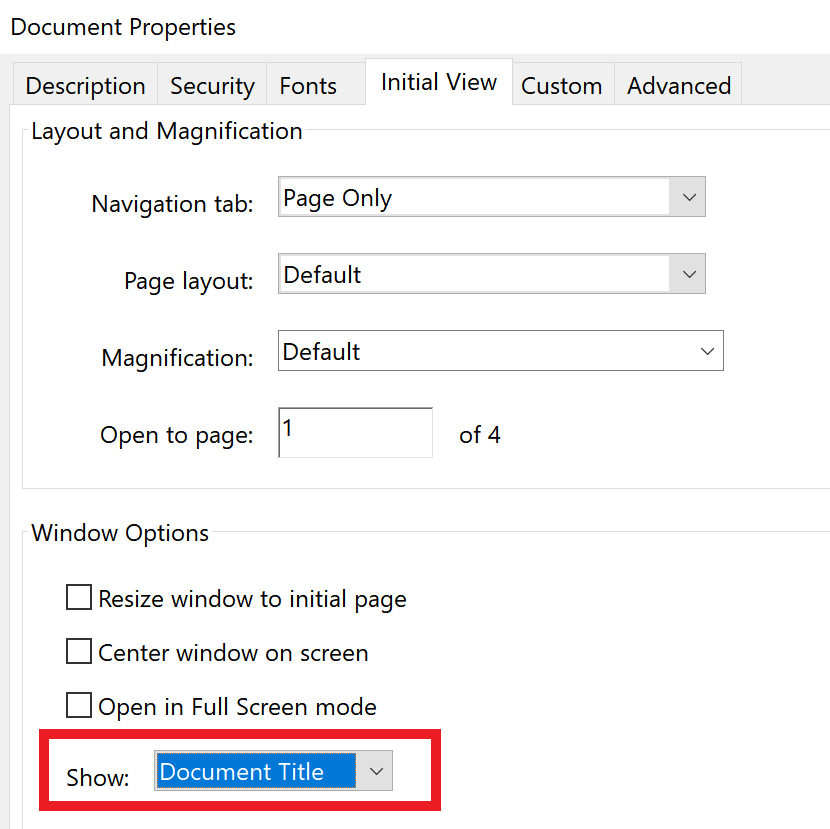 Document Properties
Description Security Fonts Initial View Custom Advanced
Layout and Magnification
Navigation tab: Page Only
Page layout: Default
Magnification: Default
Open to page: 1 of 4
Window Options
Resize window to initial page
Center window on screen
Open in Full Screen mode
Show: Document Title